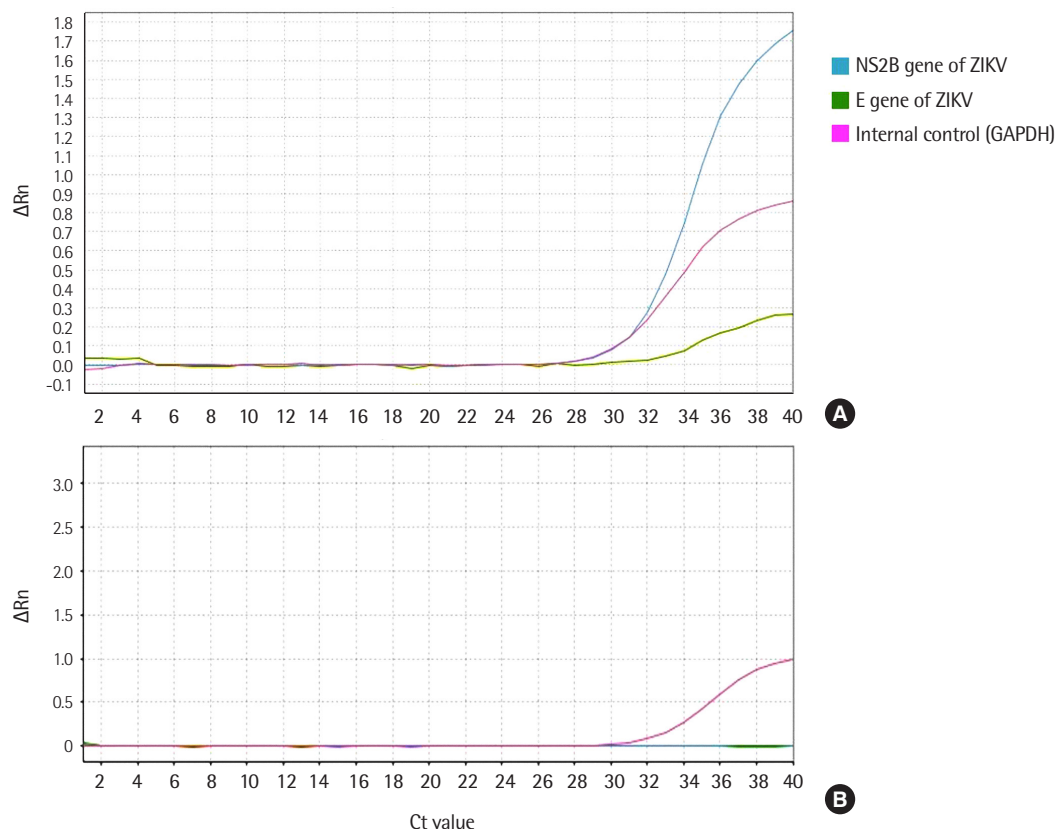 1.8
1.7
1.6
1.5
1.4
1.3
1.2
1.1
1.0
0.9
0.8
0.7
0.6
0.5
0.4
0.3
0.2
0.1
0.0
-0.1
ΔRn
2 4 6 8 10 12 14 16 18 20 22 24 26 28 30 32 34 36 38 40
A
NS2B gene of ZIKV
E gene of ZIKV
Internal control (GAPDH)
3.0
2.5
2.0
1.5
1.0
0.5
0
ΔRn
2 4 6 8 10 12 14 16 18 20 22 24 26 28 30 32 34 36 38 40
B
Ct value